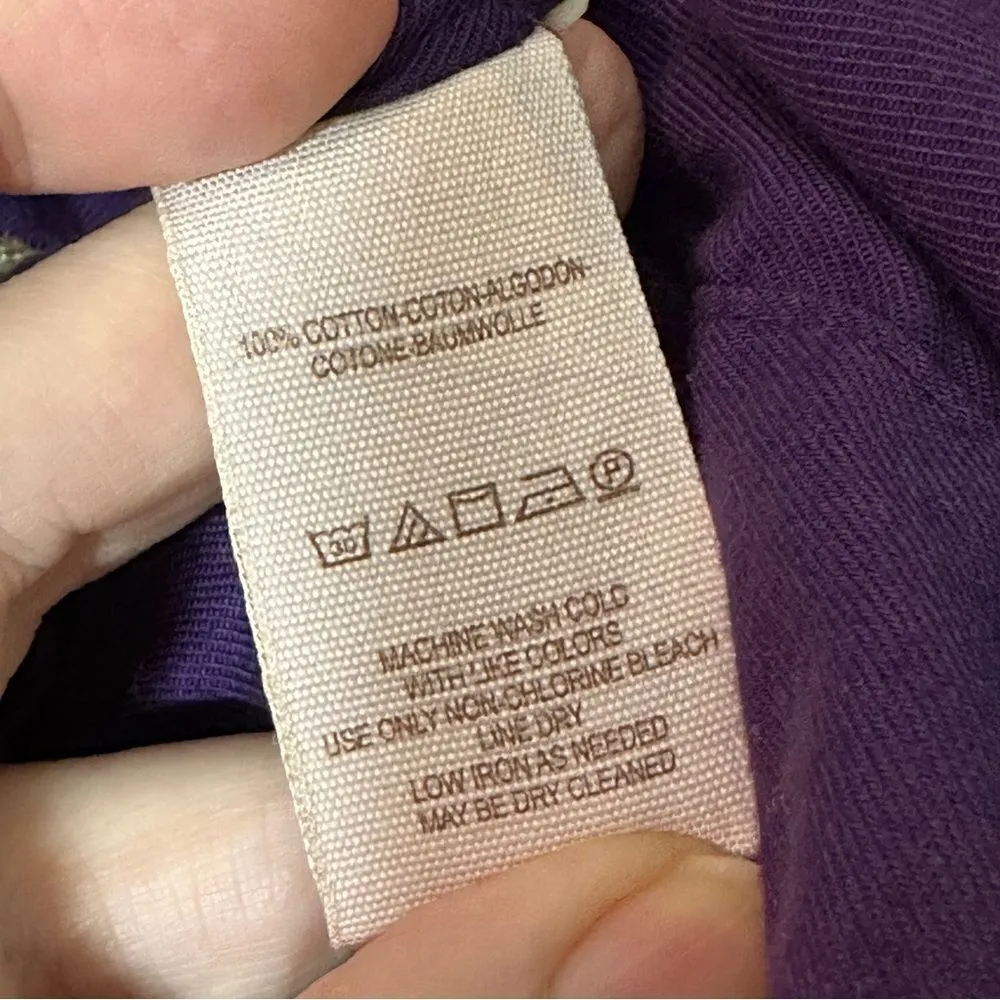 100% COTTON-COTON-ALGODON
COTONE-BAUMWOLLE
30 P
MACHINE WASH COLD
WITH LIKE COLORS
USE ONLY NON-CHLORINE BLEACH
LINE DRY
LOW IRON AS NEEDED
MAY BE DRY CLEANED